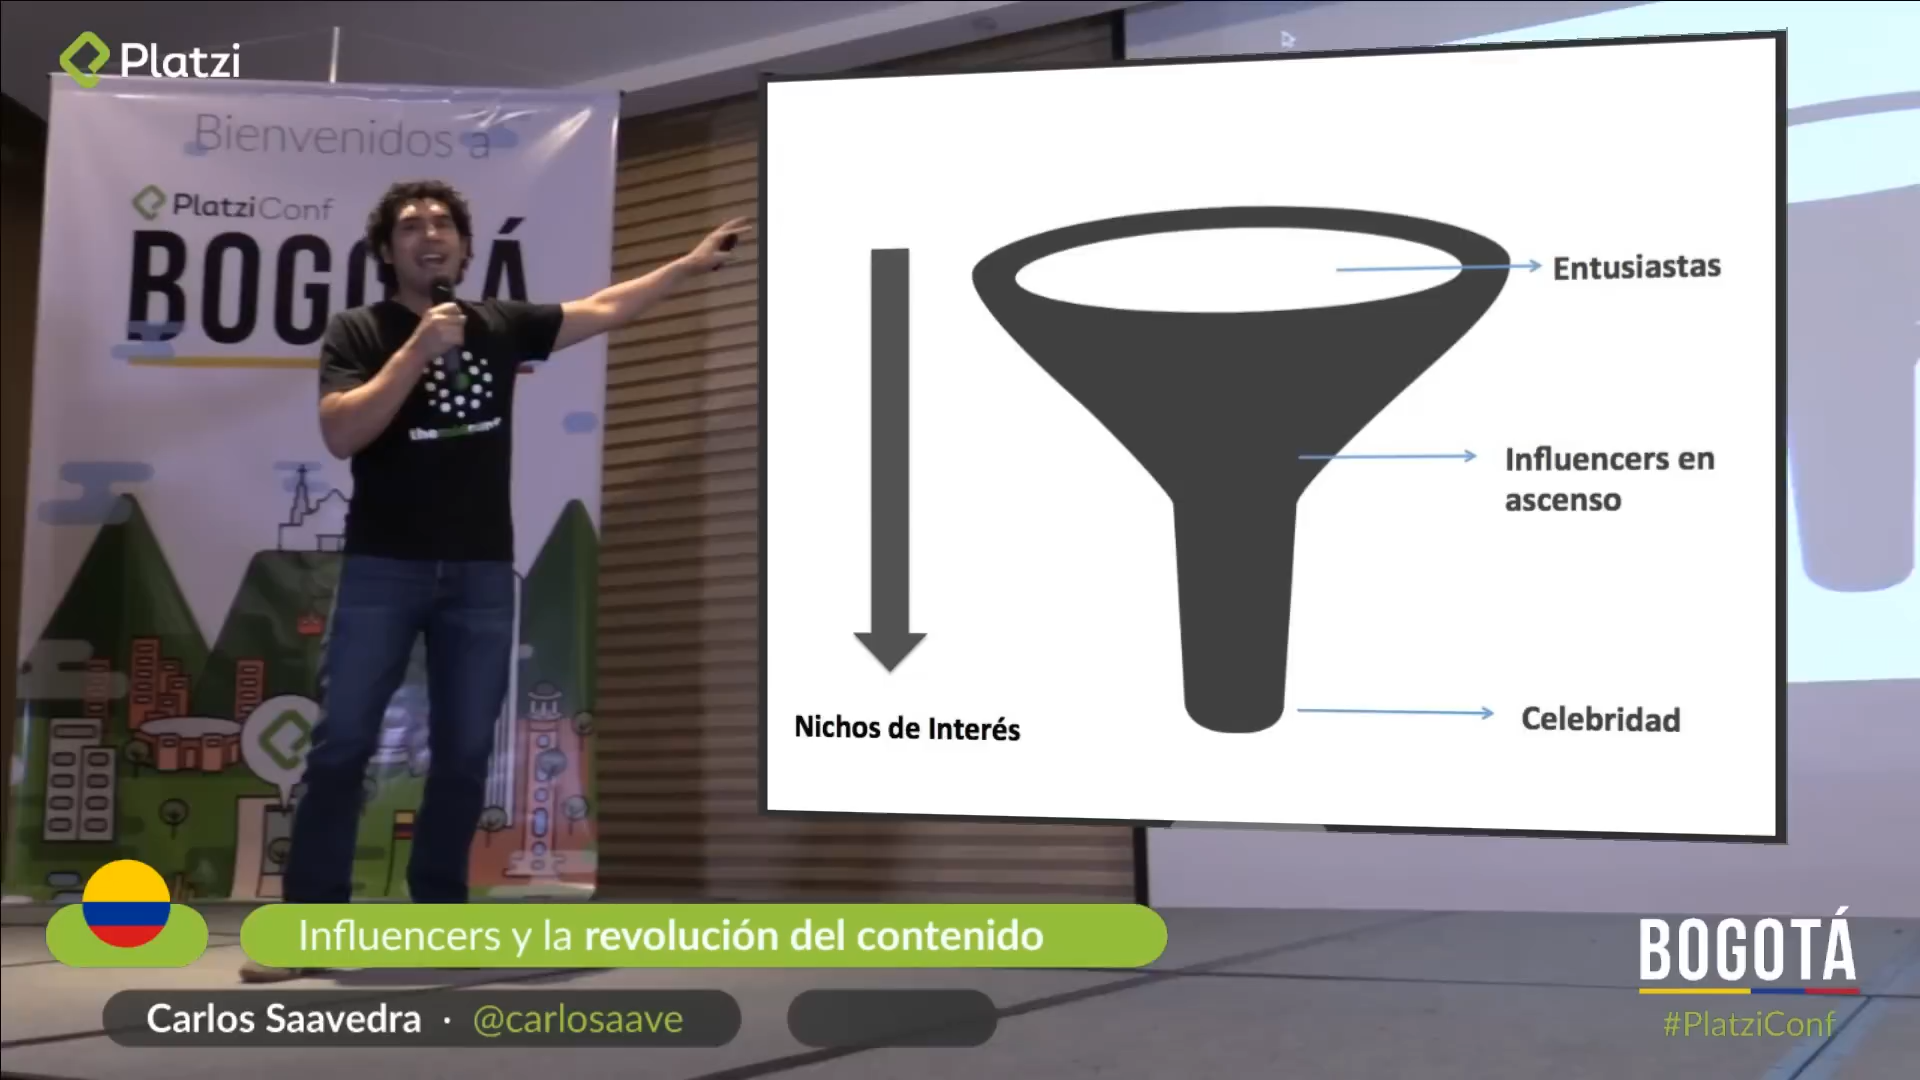 Platzi
Bienvenidos a
PlatziConf
BOGOTÁ
Entusiastas
Influencers en
ascenso
Celebridad
Nichos de Interés
Influencers y la revolución del contenido
Carlos Saavedra · @carlosaave
BOGOTÁ
#PlatziConf